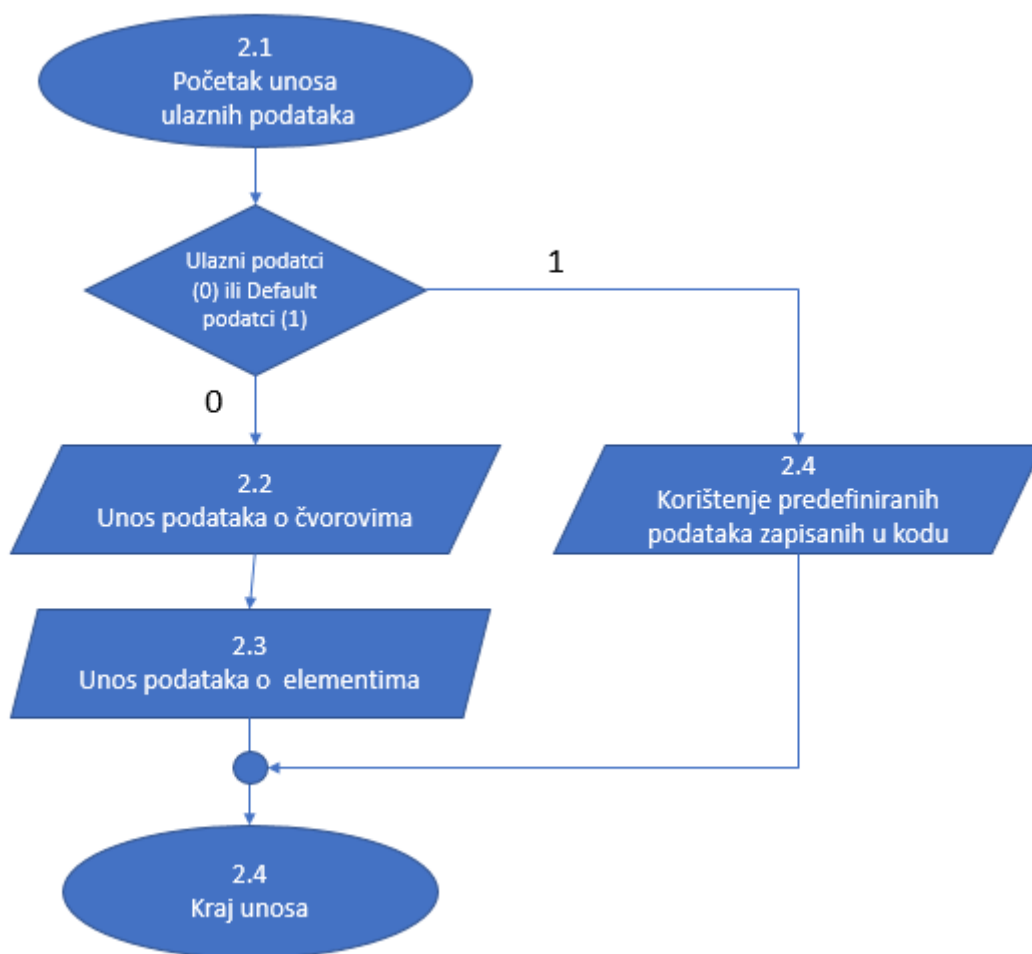 2.1
Početak unosa
ulaznih podataka
Ulazni podatci
(0) ili Default
podatci (1)
1
0
2.2
Unos podataka o čvorovima
2.4
Korištenje predefiniranih
podataka zapisanih u kodu
2.3
Unos podataka o elementima
2.4
Kraj unosa